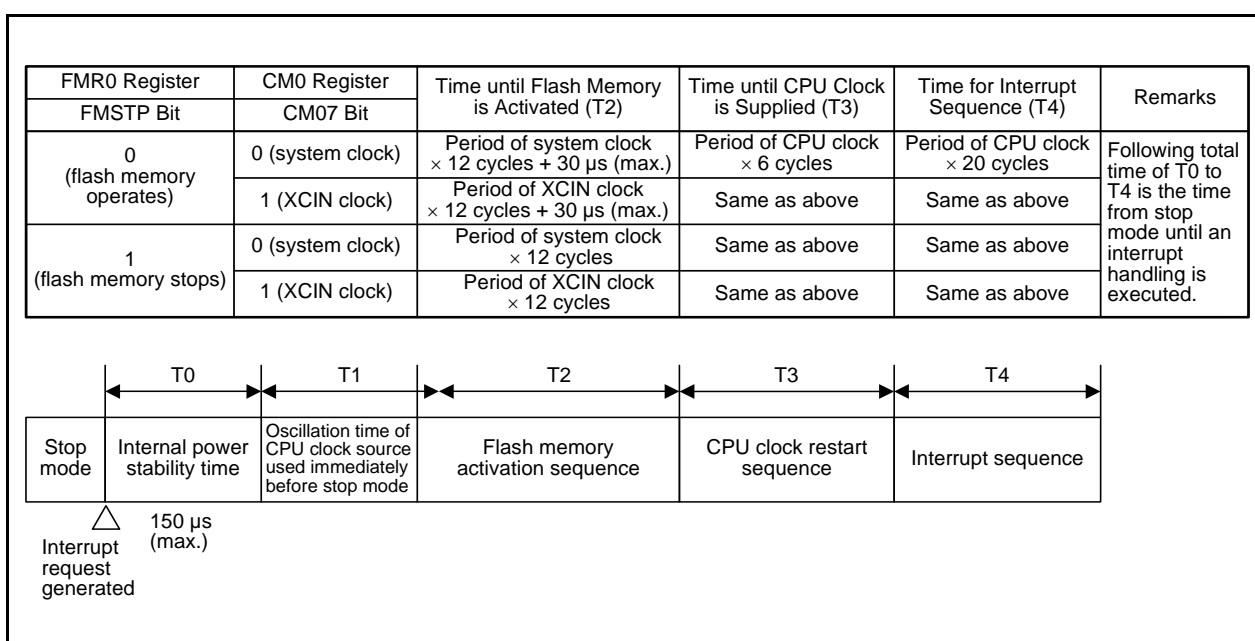 FMR0 Register
CM0 Register
Time until Flash Memory
is Activated (T2)
Time until CPU Clock
is Supplied (T3)
Time for Interrupt
Sequence (T4)
Remarks
FMSTP Bit
CM07 Bit
0
(flash memory
operates)
0 (system clock)
Period of system clock
× 12 cycles + 30 µs (max.)
Period of CPU clock
× 6 cycles
Period of CPU clock
× 20 cycles
Following total
time of T0 to
T4 is the time
from stop
mode until an
interrupt
handling is
executed.
1 (XCIN clock)
Period of XCIN clock
× 12 cycles + 30 µs (max.)
Same as above
Same as above
1
(flash memory stops)
0 (system clock)
Period of system clock
× 12 cycles
Same as above
Same as above
1 (XCIN clock)
Period of XCIN clock
× 12 cycles
Same as above
Same as above
T0
T1
T2
T3
T4
Stop
mode
Internal power
stability time
Oscillation time of
CPU clock source
used immediately
before stop mode
Flash memory
activation sequence
CPU clock restart
sequence
Interrupt sequence
150 µs
(max.)
Interrupt
request
generated